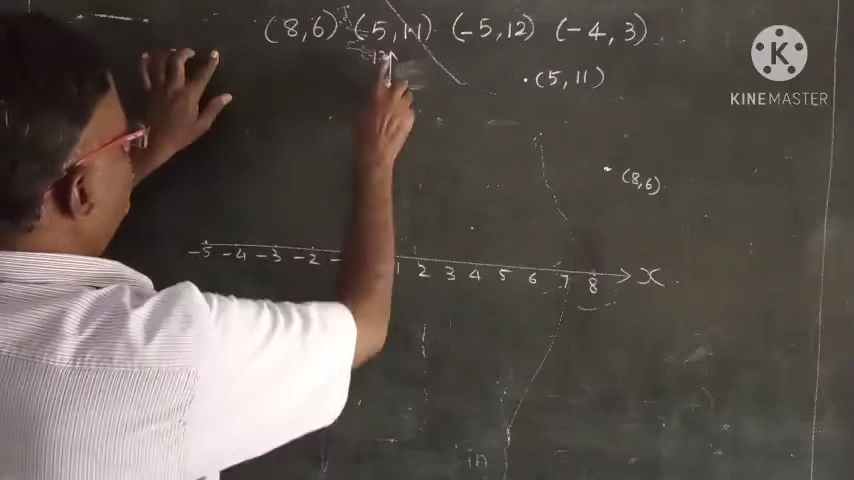 (8,6) (-5,11) (-5,12) (-4,3)
12
K
KINEMASTER
(5,11)
(8,6)
-5 -4 -3 -2 - 1 2 3 4 5 6 7 8 X